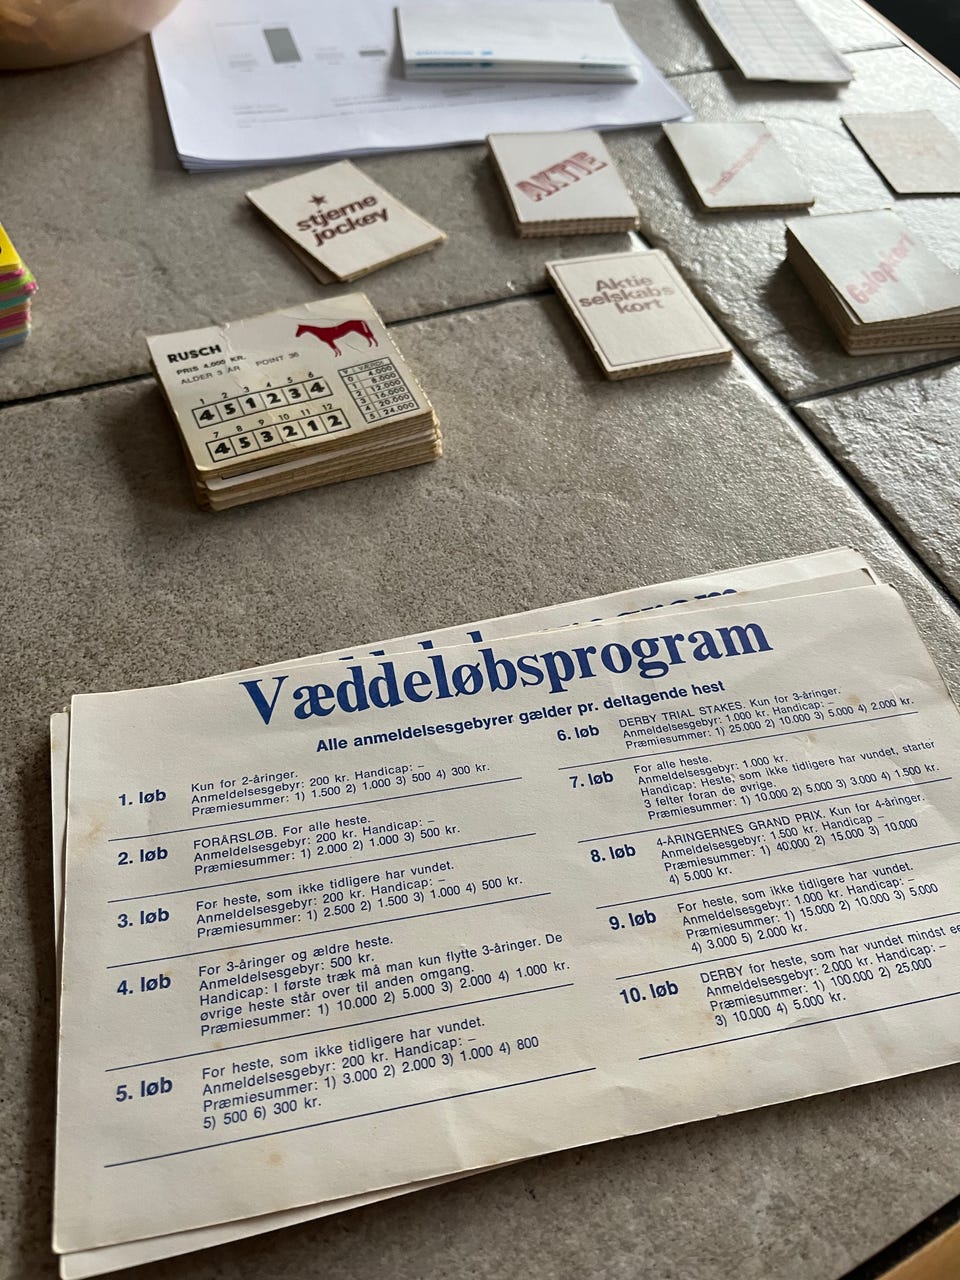 stjerne
jockey
AKTIE
Aktie
selskabs
kort
Galopkort
RUSCH
PRIS 4.000 KR.
ALDER 3 ÅR POINT 36
1 2 3 4 5 6
4 5 1 2 3 4
7 8 9 10 11 12
4 5 3 2 1 2
V VÆRDI
0 4.000
1 8.000
2 12.000
3 16.000
4 20.000
5 24.000
Væddeløbsprogram
Alle anmeldelsesgebyrer gælder pr. deltagende hest
1. løb
Kun for 2-åringer.
Anmeldelsesgebyr: 200 kr. Handicap: –
Præmiesummer: 1) 1.500 2) 1.000 3) 500 4) 300 kr.
2. løb
FORÅRSLØB. For alle heste.
Anmeldelsesgebyr: 200 kr. Handicap: –
Præmiesummer: 1) 2.000 2) 1.000 3) 500 kr.
3. løb
For heste, som ikke tidligere har vundet.
Anmeldelsesgebyr: 200 kr. Handicap: –
Præmiesummer: 1) 2.500 2) 1.500 3) 1.000 4) 500 kr.
4. løb
For 3-åringer og ældre heste.
Anmeldelsesgebyr: 500 kr.
Handicap: I første træk må man kun flytte 3-åringer. De
øvrige heste står over til anden omgang.
Præmiesummer: 1) 10.000 2) 5.000 3) 2.000 4) 1.000 kr.
5. løb
For heste, som ikke tidligere har vundet.
Anmeldelsesgebyr: 200 kr. Handicap: –
Præmiesummer: 1) 3.000 2) 2.000 3) 1.000 4) 800
5) 500 6) 300 kr.
6. løb
DERBY TRIAL STAKES. Kun for 3-åringer.
Anmeldelsesgebyr: 1.000 kr. Handicap: –
Præmiesummer: 1) 25.000 2) 10.000 3) 5.000 4) 2.000 kr.
7. løb
For alle heste.
Anmeldelsesgebyr: 1.000 kr.
Handicap: Heste, som ikke tidligere har vundet, starter
3 felter foran de øvrige.
Præmiesummer: 1) 10.000 2) 5.000 3) 3.000 4) 1.500 kr.
8. løb
4-ÅRINGERNES GRAND PRIX. Kun for 4-åringer.
Anmeldelsesgebyr: 1.500 kr. Handicap –
Præmiesummer: 1) 40.000 2) 15.000 3) 10.000
4) 5.000 kr.
9. løb
For heste, som ikke tidligere har vundet.
Anmeldelsesgebyr: 1.000 kr. Handicap: –
Præmiesummer: 1) 15.000 2) 10.000 3) 5.000
4) 3.000 5) 2.000 kr.
10. løb
DERBY for heste, som har vundet mindst
Anmeldelsesgebyr: 2.000 kr. Handicap: –
Præmiesummer: 1) 100.000 2) 25.000
3) 10.000 4) 5.000 kr.